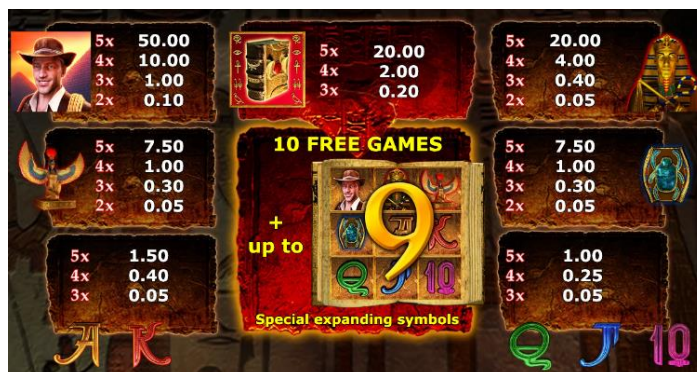 5x 50.00
4x 10.00
3x 1.00
2x 0.10
5x 20.00
4x 2.00
3x 0.20
5x 20.00
4x 4.00
3x 0.40
2x 0.05
5x 7.50
4x 1.00
3x 0.30
2x 0.05
10 FREE GAMES
+
up to
9
A
K
Q J 10
Special expanding symbols
5x 7.50
4x 1.00
3x 0.30
2x 0.05
5x 1.50
4x 0.40
3x 0.05
A K
5x 1.00
4x 0.25
3x 0.05
Q J 10